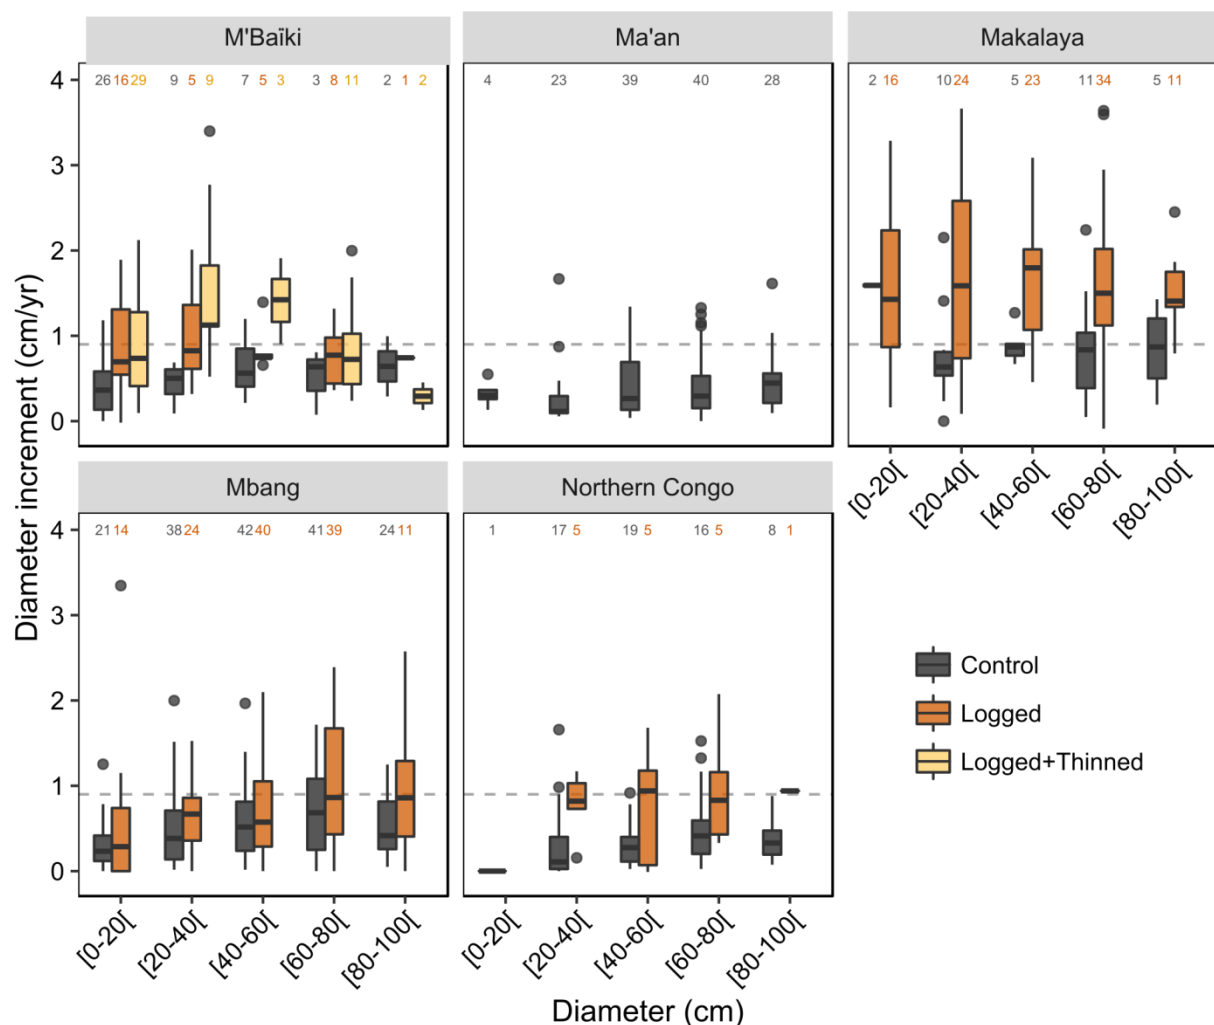 M'Baïki
Ma'an
Makalaya
26 16 29 9 5 9 7 5 3 3 8 11 2 1 2
4 23 39 40 28
2 16 10 24 5 23 11 34 5 11
4
3
2
1
0
Mbang
Northern Congo
21 14 38 24 42 40 41 39 24 11
1 17 5 19 5 16 5 8 1
4
3
2
1
0
[0-20[ [20-40[ [40-60[ [60-80[ [80-100[
[0-20[ [20-40[ [40-60[ [60-80[ [80-100[
[0-20[ [20-40[ [40-60[ [60-80[ [80-100[
Diameter increment (cm/yr)
Diameter (cm)
Control
Logged
Logged+Thinned